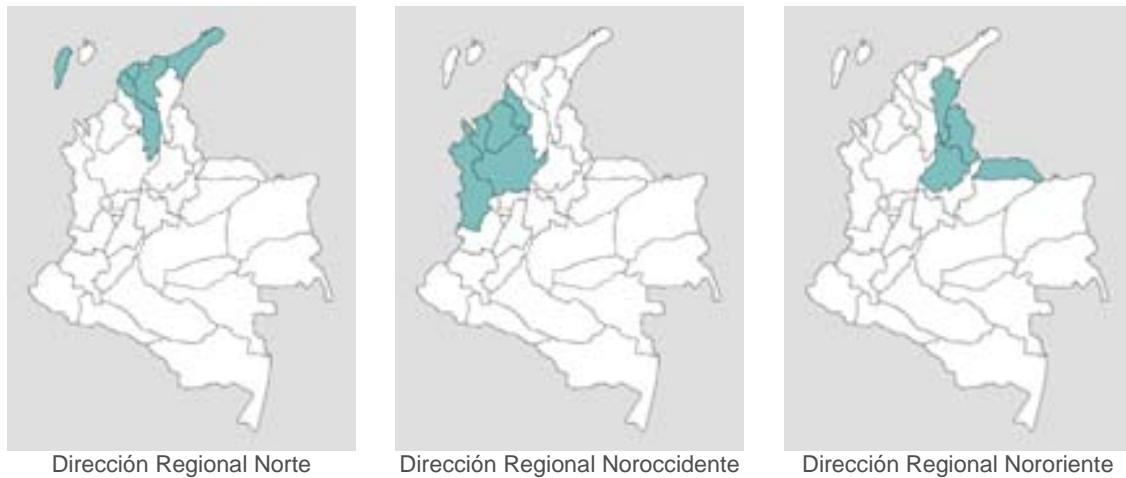 Dirección Regional Norte
Dirección Regional Noroccidente
Dirección Regional Nororiente